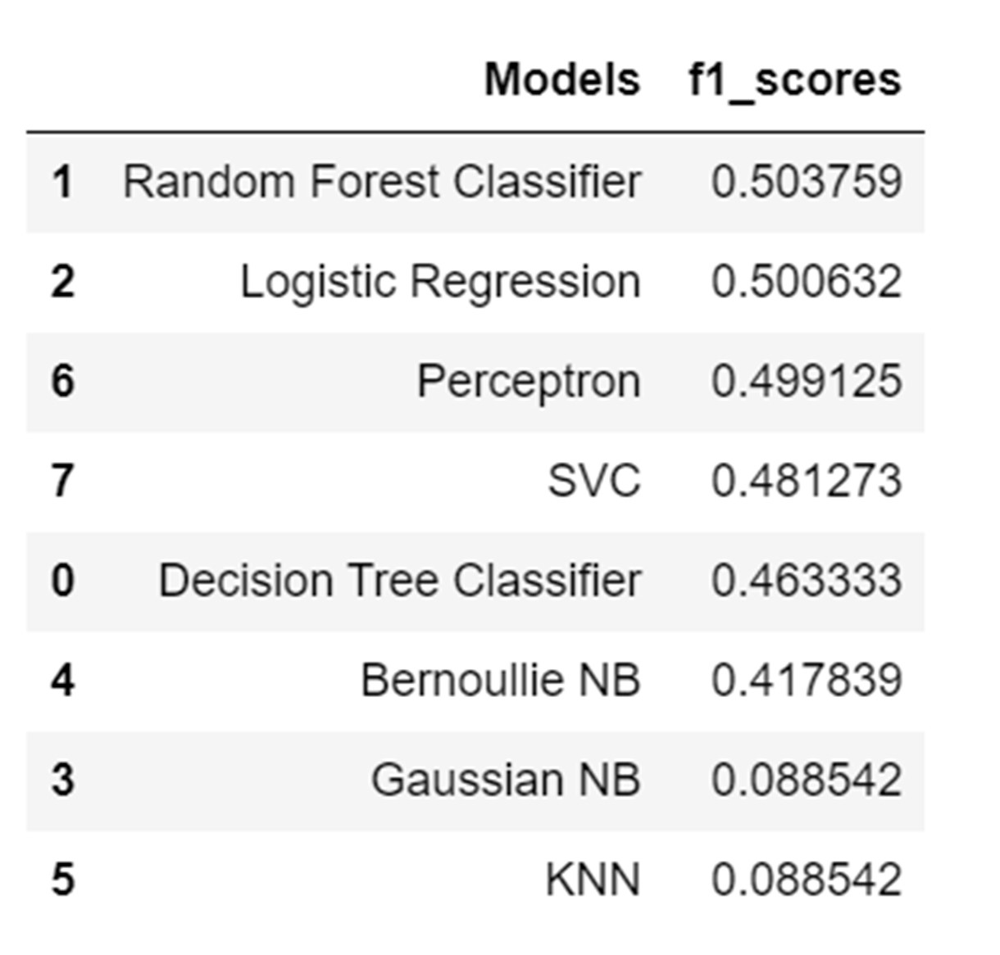 Models f1_scores
1 Random Forest Classifier 0.503759
2 Logistic Regression 0.500632
6 Perceptron 0.499125
7 SVC 0.481273
0 Decision Tree Classifier 0.463333
4 Bernoullie NB 0.417839
3 Gaussian NB 0.088542
5 KNN 0.088542